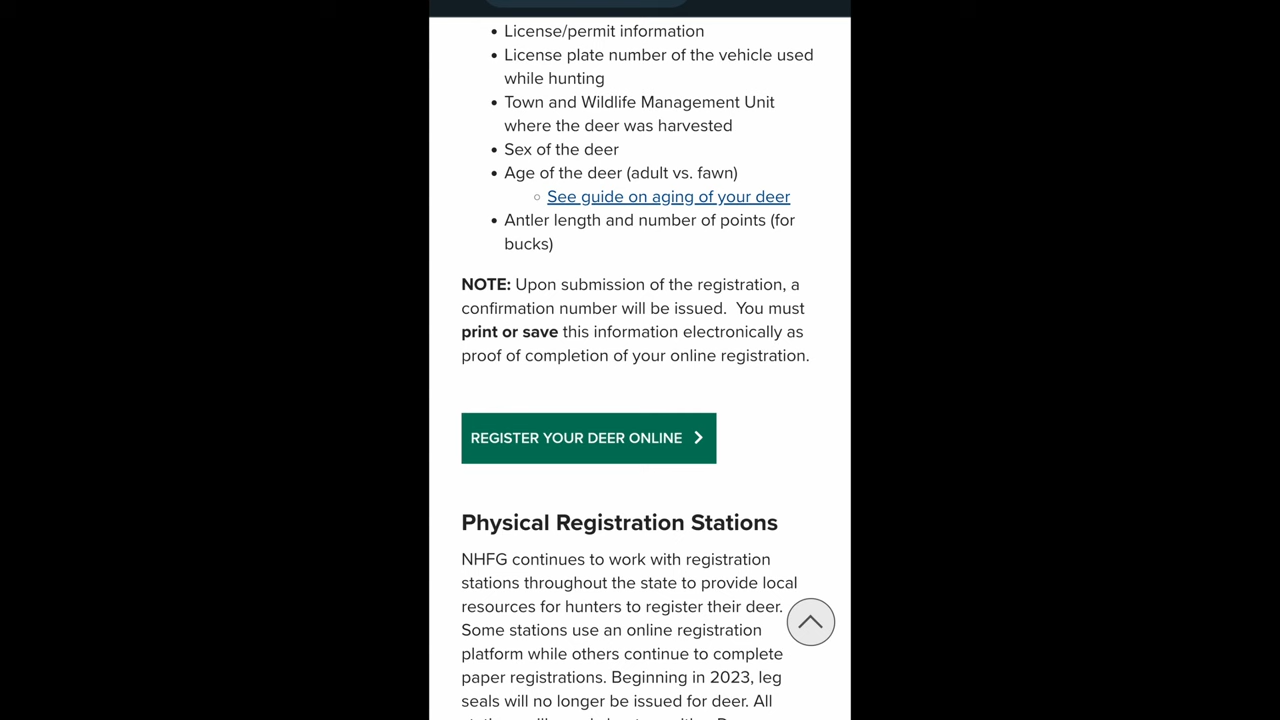 • License/permit information
• License plate number of the vehicle used
while hunting
• Town and Wildlife Management Unit
where the deer was harvested
• Sex of the deer
• Age of the deer (adult vs. fawn)
◦ See guide on aging of your deer
• Antler length and number of points (for
bucks)
NOTE: Upon submission of the registration, a
confirmation number will be issued.  You must
print or save this information electronically as
proof of completion of your online registration.
REGISTER YOUR DEER ONLINE
Physical Registration Stations
NHFG continues to work with registration
stations throughout the state to provide local
resources for hunters to register their deer.
Some stations use an online registration
platform while others continue to complete
paper registrations. Beginning in 2023, leg
seals will no longer be issued for deer. All